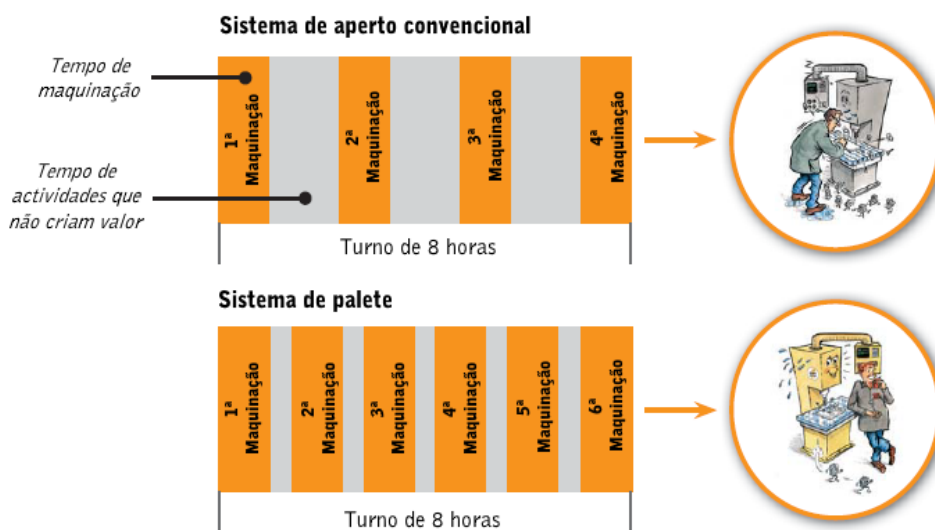 Sistema de aperto convencional
Tempo de
maquinação
1ª
Maquinação
2ª
Maquinação
3ª
Maquinação
4ª
Maquinação
Tempo de
actividades que
não criam valor
Turno de 8 horas
Sistema de palete
1ª
Maquinação
2ª
Maquinação
3ª
Maquinação
4ª
Maquinação
5ª
Maquinação
6ª
Maquinação
Turno de 8 horas